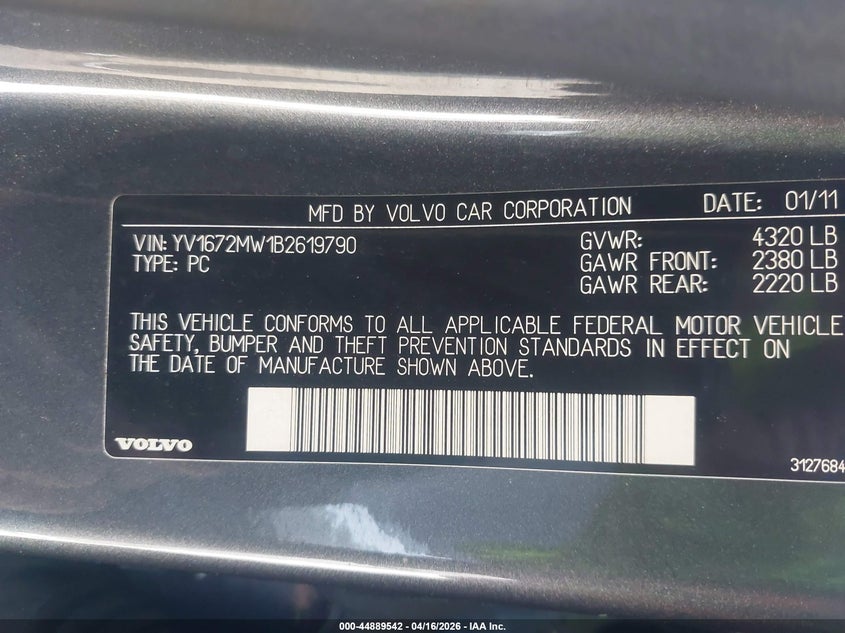 MFD BY VOLVO CAR CORPORATION DATE: 01/11
VIN: YV1672MW1B2619790 GVWR: 4320 LB
TYPE: PC GAWR FRONT: 2380 LB
GAWR REAR: 2220 LB
THIS VEHICLE CONFORMS TO ALL APPLICABLE FEDERAL MOTOR VEHICLE
SAFETY, BUMPER AND THEFT PREVENTION STANDARDS IN EFFECT ON
THE DATE OF MANUFACTURE SHOWN ABOVE.
VOLVO
3127684
000-44889542 - 04/16/2026 - IAA Inc.